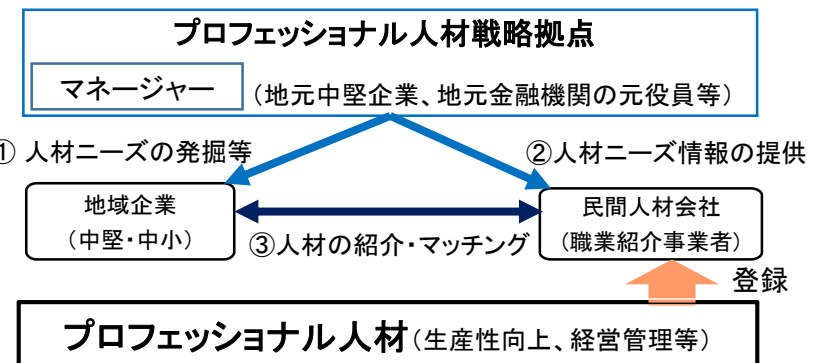 プロフェッショナル人材戦略拠点
マネージャー
（地元中堅企業、地元金融機関の元役員等）
① 人材ニーズの発掘等
②人材ニーズ情報の提供
地域企業
（中堅・中小）
③人材の紹介・マッチング
民間人材会社
（職業紹介事業者）
登録
プロフェッショナル人材（生産性向上、経営管理等）